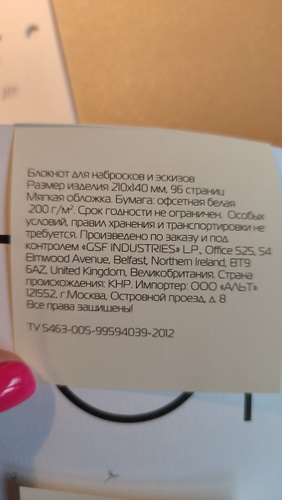 Блокнот для набросков и эскизов
Размер изделия 210х140 мм, 96 страниц
Мягкая обложка. Бумага: офсетная белая
200 г/м². Срок годности не ограничен. Особых
условий, правил хранения и транспортировки не
требуется. Произведено по заказу и под
контролем «GSF INDUSTRIES» L.P., Office 525, 54
Elmwood Avenue, Belfast, Northern Ireland, BT9
6AZ, United Kingdom, Великобритания. Страна
происхождения: КНР. Импортер: ООО «АЛЬТ»
121552, г.Москва, Островной проезд, д. 8
Все права защищены!
ТУ 5463-005-99594039-2012